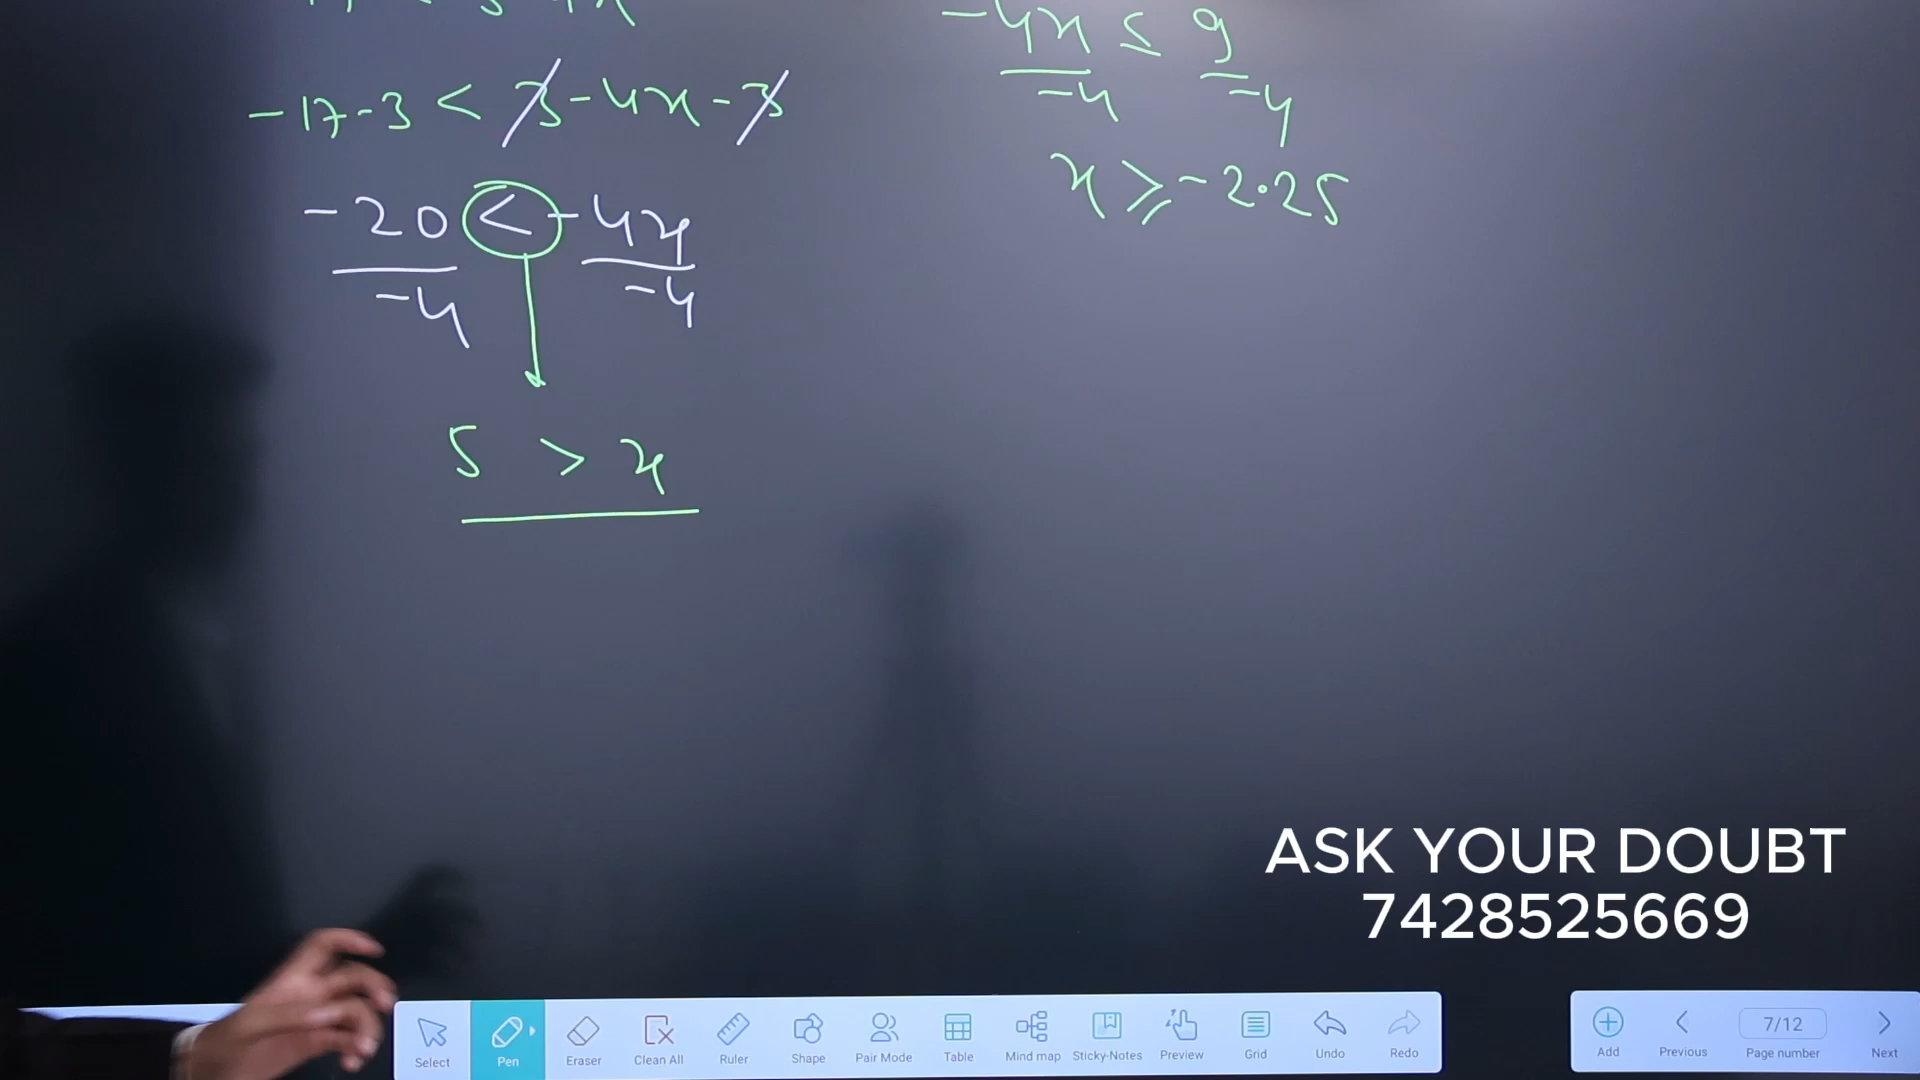 -17-3 < 3-4x-3
-20 < -4x
-4 -4
5 > x
-4x ≤ 9
-4 -4
x ≥ -2.25
ASK YOUR DOUBT
7428525669
Select Pen Eraser Clean All Ruler Shape Pair Mode Table Mind map Sticky-Notes Preview Grid Undo Redo
7/12
Add Previous Page number Next